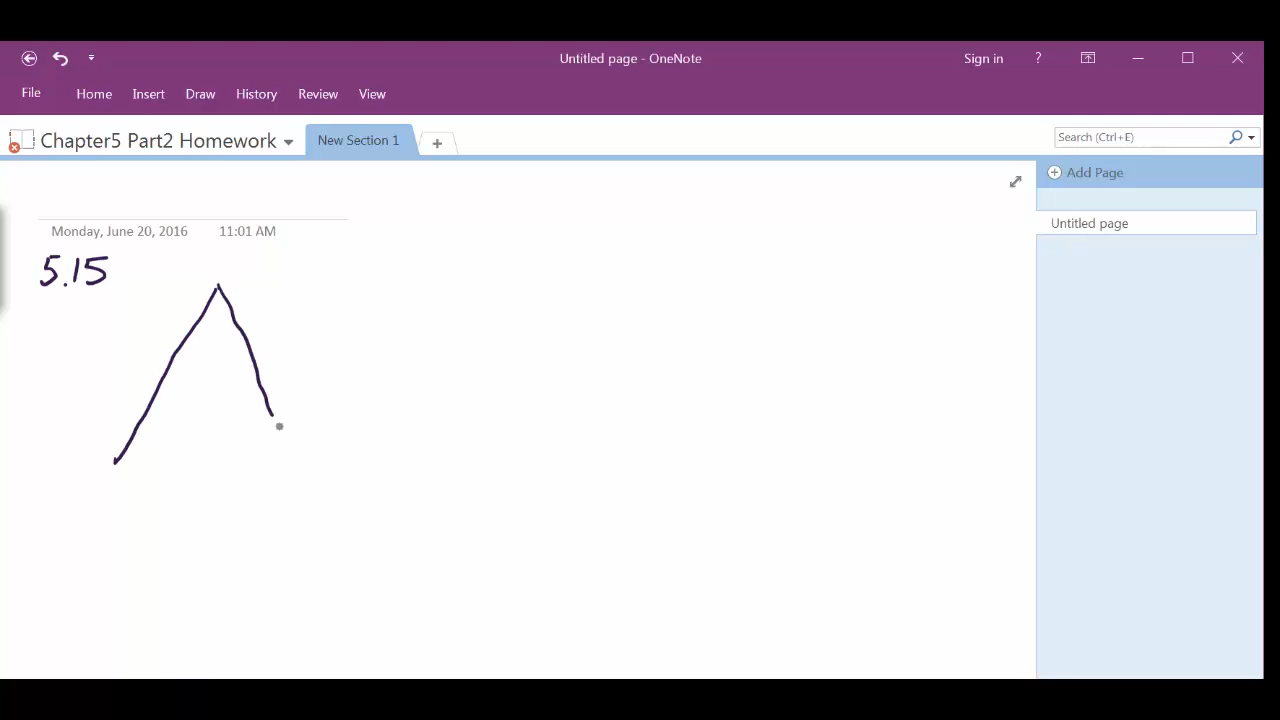 Untitled page - OneNote
Sign in
?
File
Home
Insert
Draw
History
Review
View
Chapter5 Part2 Homework
New Section 1
+
Search (Ctrl+E)
Add Page
Untitled page
Monday, June 20, 2016
11:01 AM
5.15